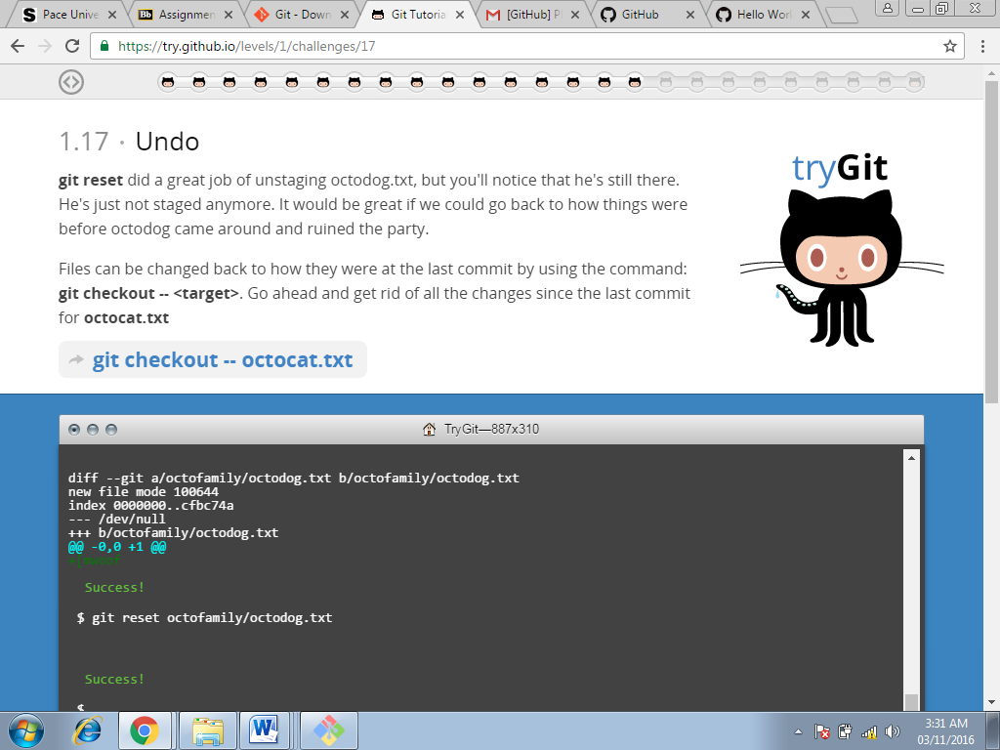 Pace Unive
Bb Assignmen
Git - Down
Git Tutoria
[GitHub] P
GitHub
Hello Worl
https://try.github.io/levels/1/challenges/17
1.17 · Undo
git reset did a great job of unstaging octodog.txt, but you'll notice that he's still there.
He's just not staged anymore. It would be great if we could go back to how things were
before octodog came around and ruined the party.
Files can be changed back to how they were at the last commit by using the command:
git checkout -- <target>. Go ahead and get rid of all the changes since the last commit
for octocat.txt
git checkout -- octocat.txt
tryGit
TryGit—887x310
diff --git a/octofamily/octodog.txt b/octofamily/octodog.txt
new file mode 100644
index 0000000..cfbc74a
--- /dev/null
+++ b/octofamily/octodog.txt
@@ -0,0 +1 @@
Success!
$ git reset octofamily/octodog.txt
Success!
$
3:31 AM
03/11/2016